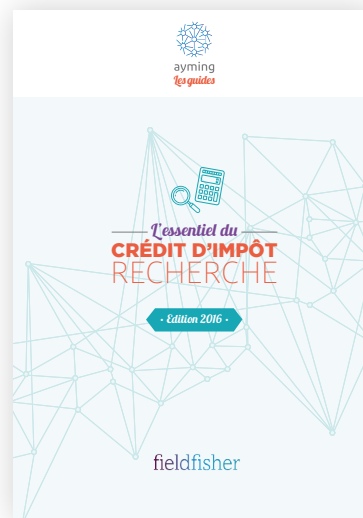 ayming
Les guides
L'essentiel du
CRÉDIT D'IMPÔT
RECHERCHE
• Edition 2016 •
fieldfisher